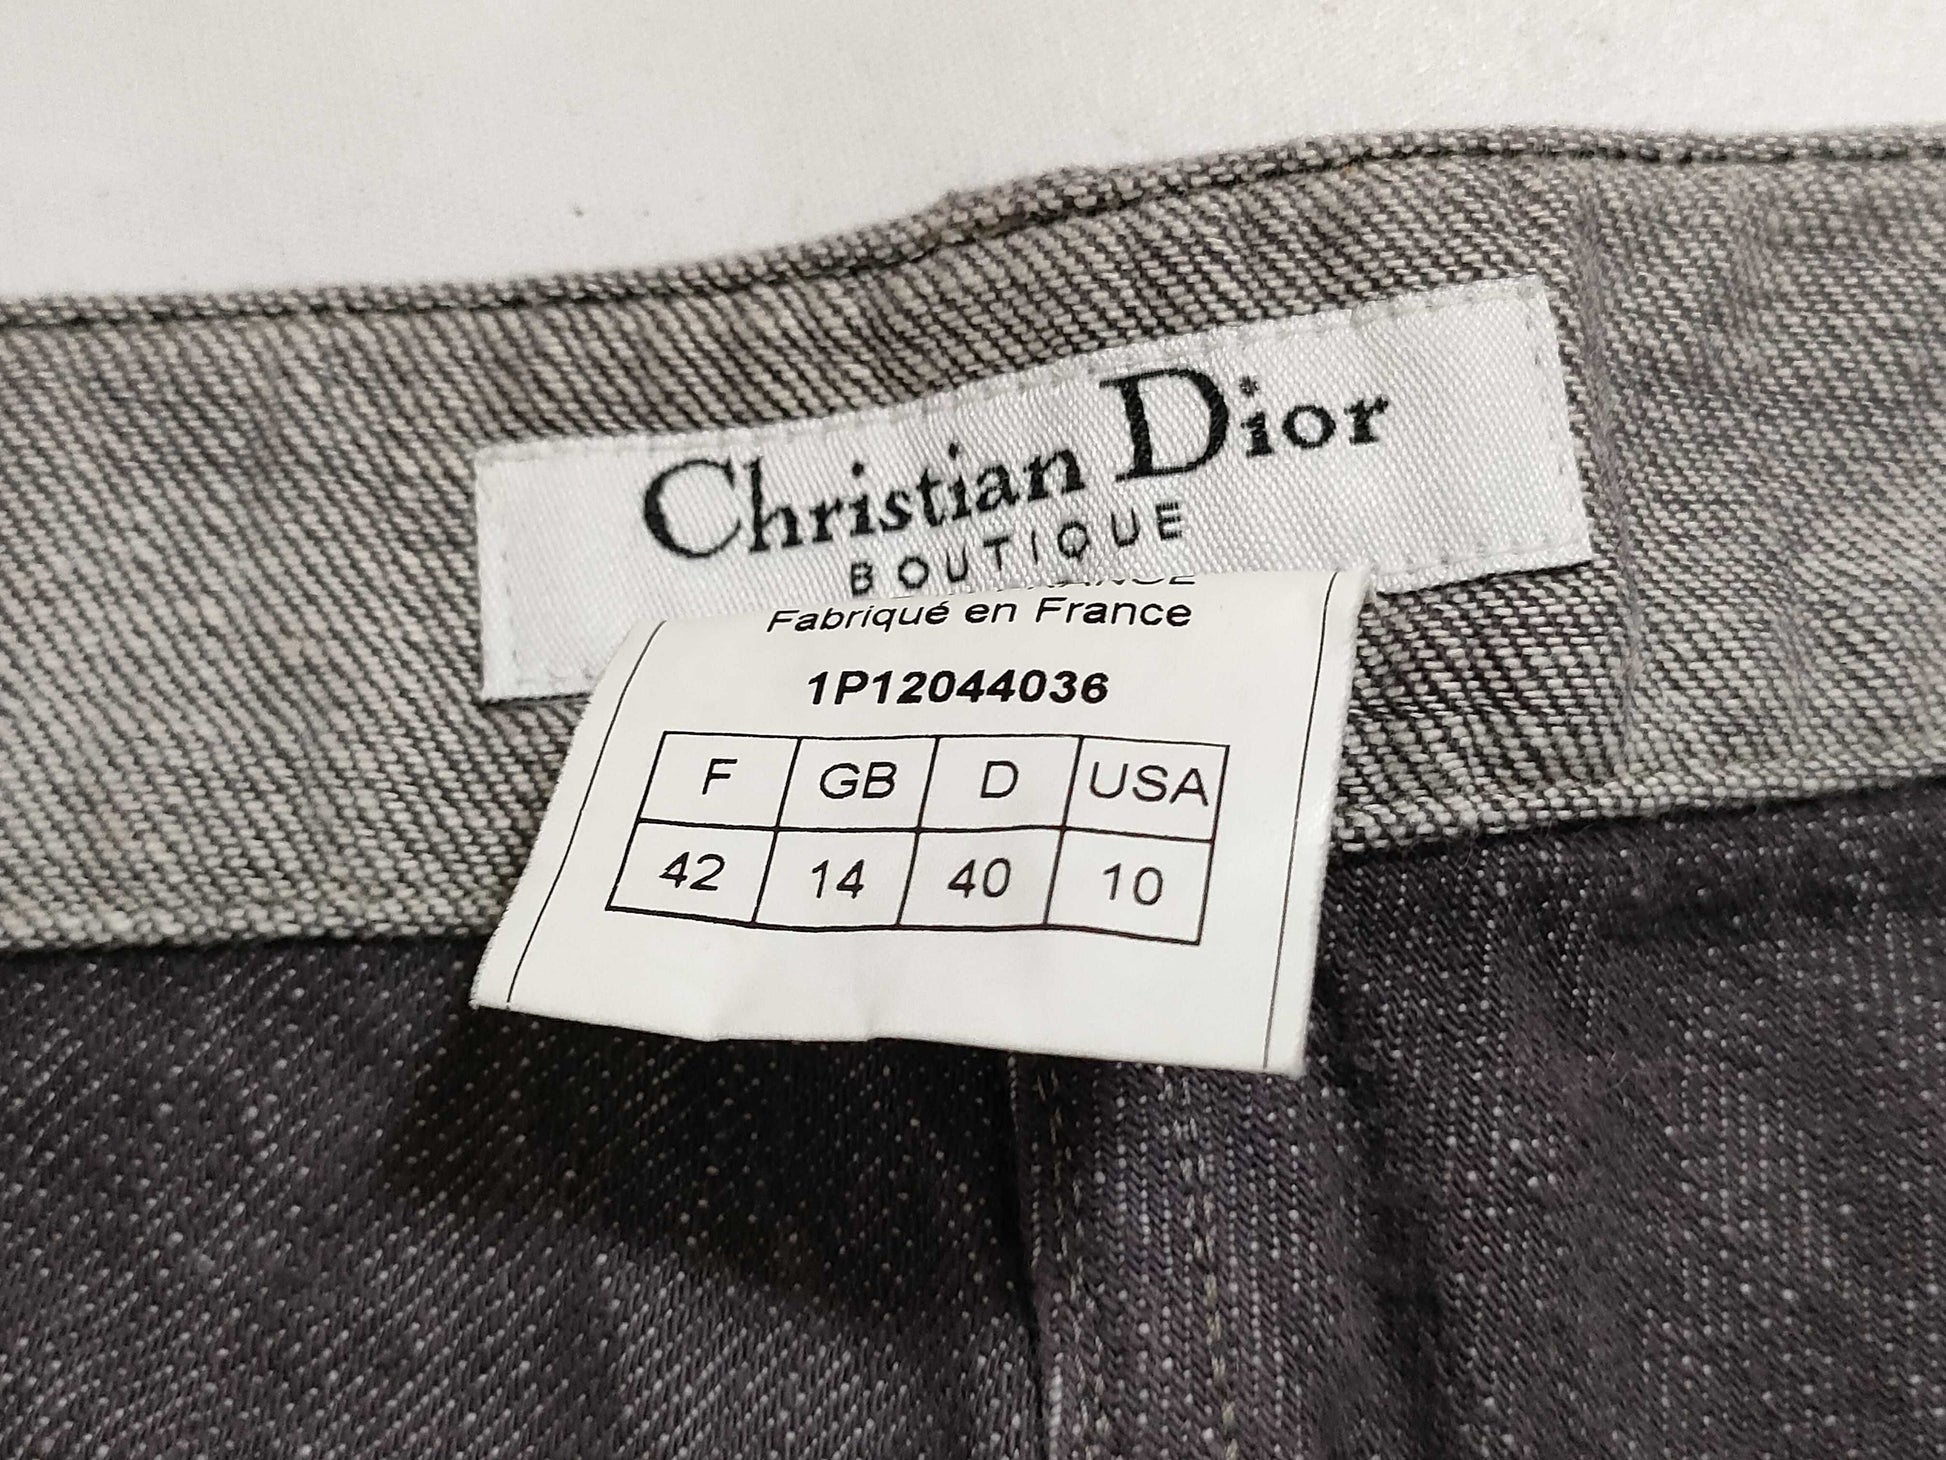 Christian Dior
BOUTIQUE
Fabriqué en France
1P12044036
F GB D USA
42 14 40 10